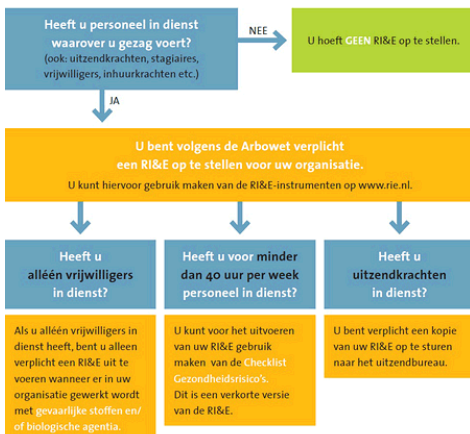 Heeft u personeel in dienst
waarover u gezag voert?
(ook: uitzendkrachten, stagiaires,
vrijwilligers, inhuurkrachten etc.)
NEE
U hoeft GEEN RI&E op te stellen.
JA
U bent volgens de Arbowet verplicht
een RI&E op te stellen voor uw organisatie.
U kunt hiervoor gebruik maken van de RI&E-instrumenten op www.rie.nl.
Heeft u
alléén vrijwilligers
in dienst?
Als u alléén vrijwilligers in
dienst heeft, bent u alleen
verplicht een RI&E uit te
voeren wanneer er in uw
organisatie gewerkt wordt
met gevaarlijke stoffen en/
of biologische agentia.
Heeft u voor minder
dan 40 uur per week
personeel in dienst?
U kunt voor het uitvoeren
van uw RI&E gebruik
maken van de Checklist
Gezondheidsrisico's.
Dit is een verkorte versie
van de RI&E.
Heeft u
uitzendkrachten
in dienst?
U bent verplicht een kopie
van uw RI&E op te sturen
naar het uitzendbureau.